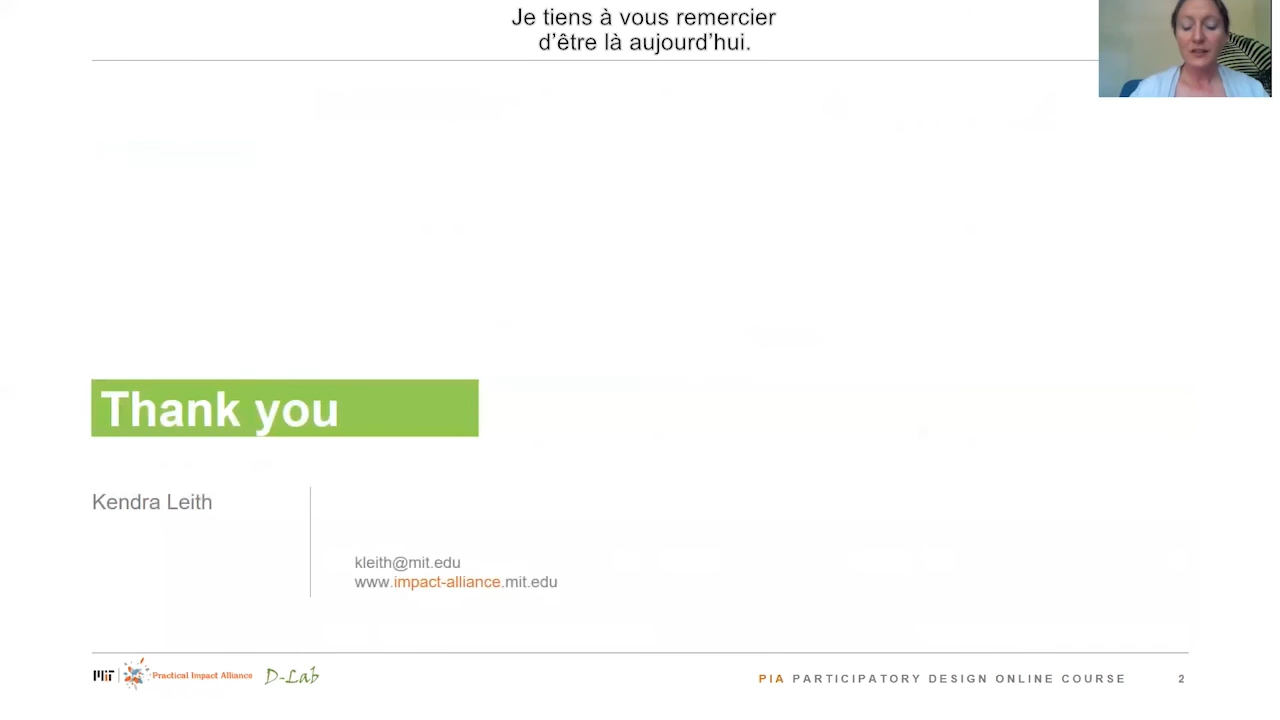 Je tiens à vous remercier
d’être là aujourd’hui.
Thank you
Kendra Leith
kleith@mit.edu
www.impact-alliance.mit.edu
MIT Practical Impact Alliance D-Lab
PIA PARTICIPATORY DESIGN ONLINE COURSE 2